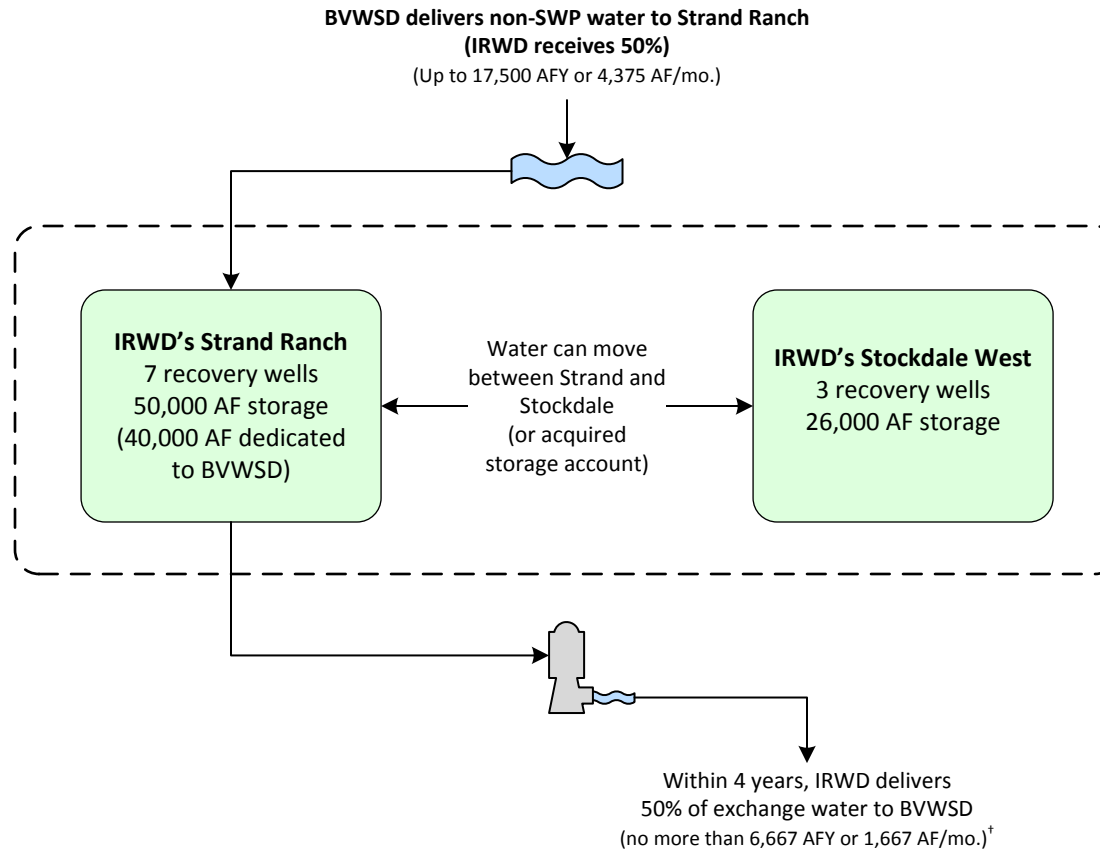 BVWSD delivers non-SWP water to Strand Ranch
(IRWD receives 50%)
(Up to 17,500 AFY or 4,375 AF/mo.)
IRWD’s Strand Ranch
7 recovery wells
50,000 AF storage
(40,000 AF dedicated
to BVWSD)
Water can move
between Strand and
Stockdale
(or acquired
storage account)
IRWD’s Stockdale West
3 recovery wells
26,000 AF storage
Within 4 years, IRWD delivers
50% of exchange water to BVWSD
(no more than 6,667 AFY or 1,667 AF/mo.)†